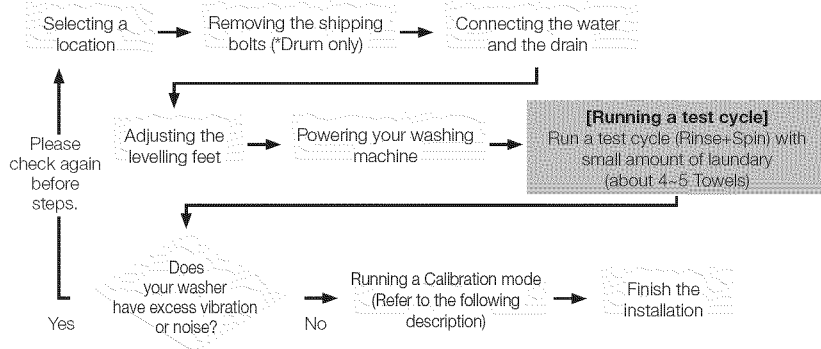 Selecting a
location
Removing the shipping
bolts (*Drum only)
Connecting the water
and the drain
Adjusting the
levelling feet
Powering your washing
machine
[Running a test cycle]
Run a test cycle (Rinse+Spin) with
small amount of laundary
(about 4~5 Towels)
Please
check again
before
steps.
Does
your washer
have excess vibration
or noise?
Yes
No
Running a Calibration mode
(Refer to the following
description)
Finish the
installation